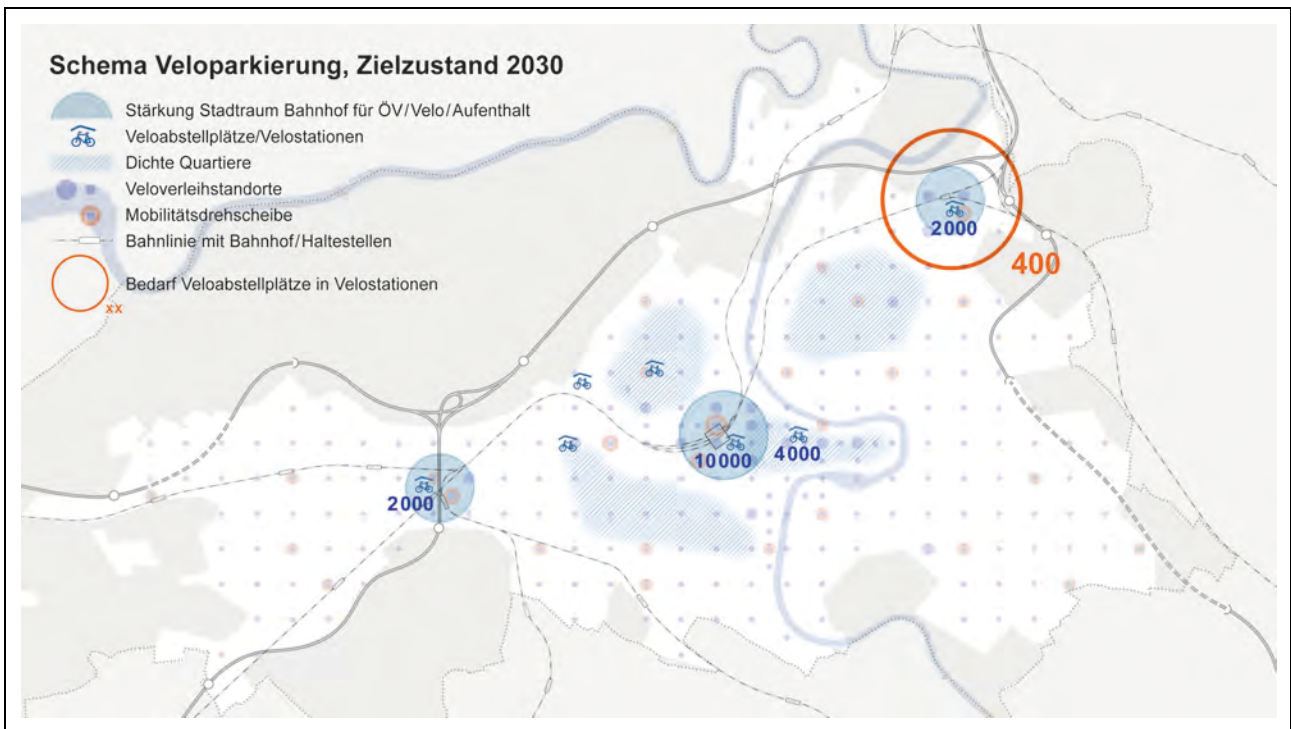 Schema Veloparkierung, Zielzustand 2030
Stärkung Stadtraum Bahnhof für ÖV/Velo/Aufenthalt
Veloabstellplätze/Velostationen
Dichte Quartiere
Veloverleihstandorte
Mobilitätsdrehscheibe
Bahnlinie mit Bahnhof/Haltestellen
Bedarf Veloabstellplätze in Velostationen
xx
2000
400
10000
4000
2000